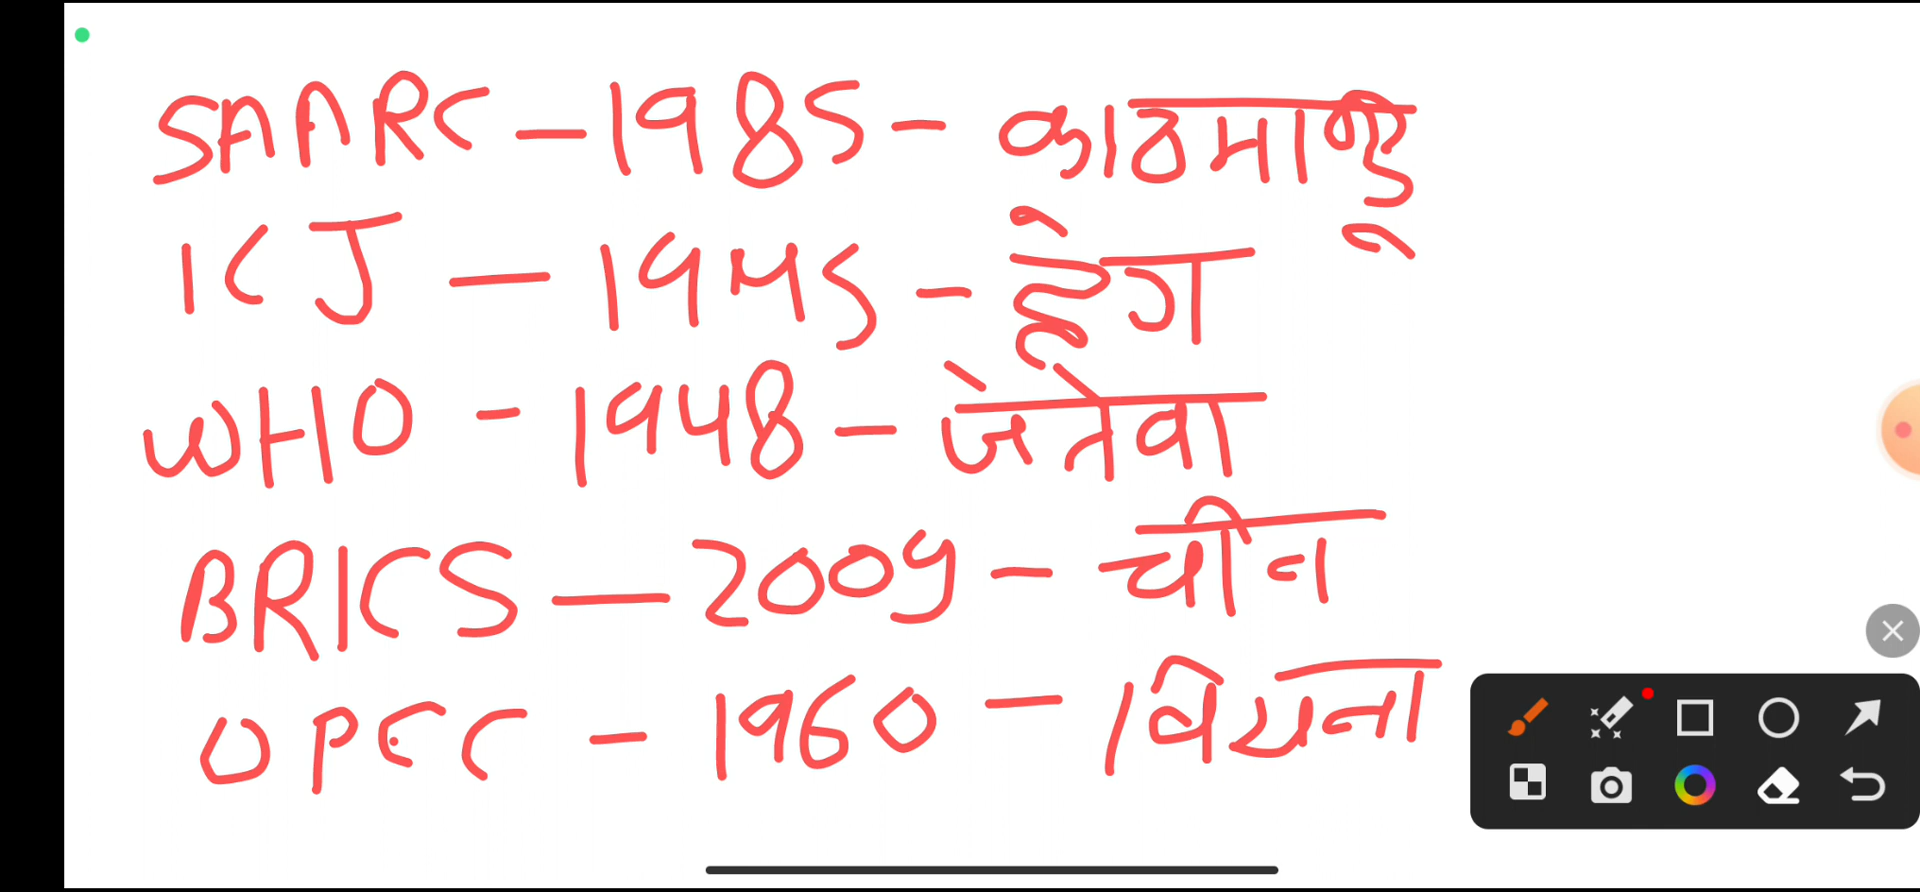 SAARC - 1985 - काठमाण्डू
ICJ - 1945 - हेग
WHO - 1948 - जेनेवा
BRICS - 2009 - चीन
OPEC - 1960 - वियना